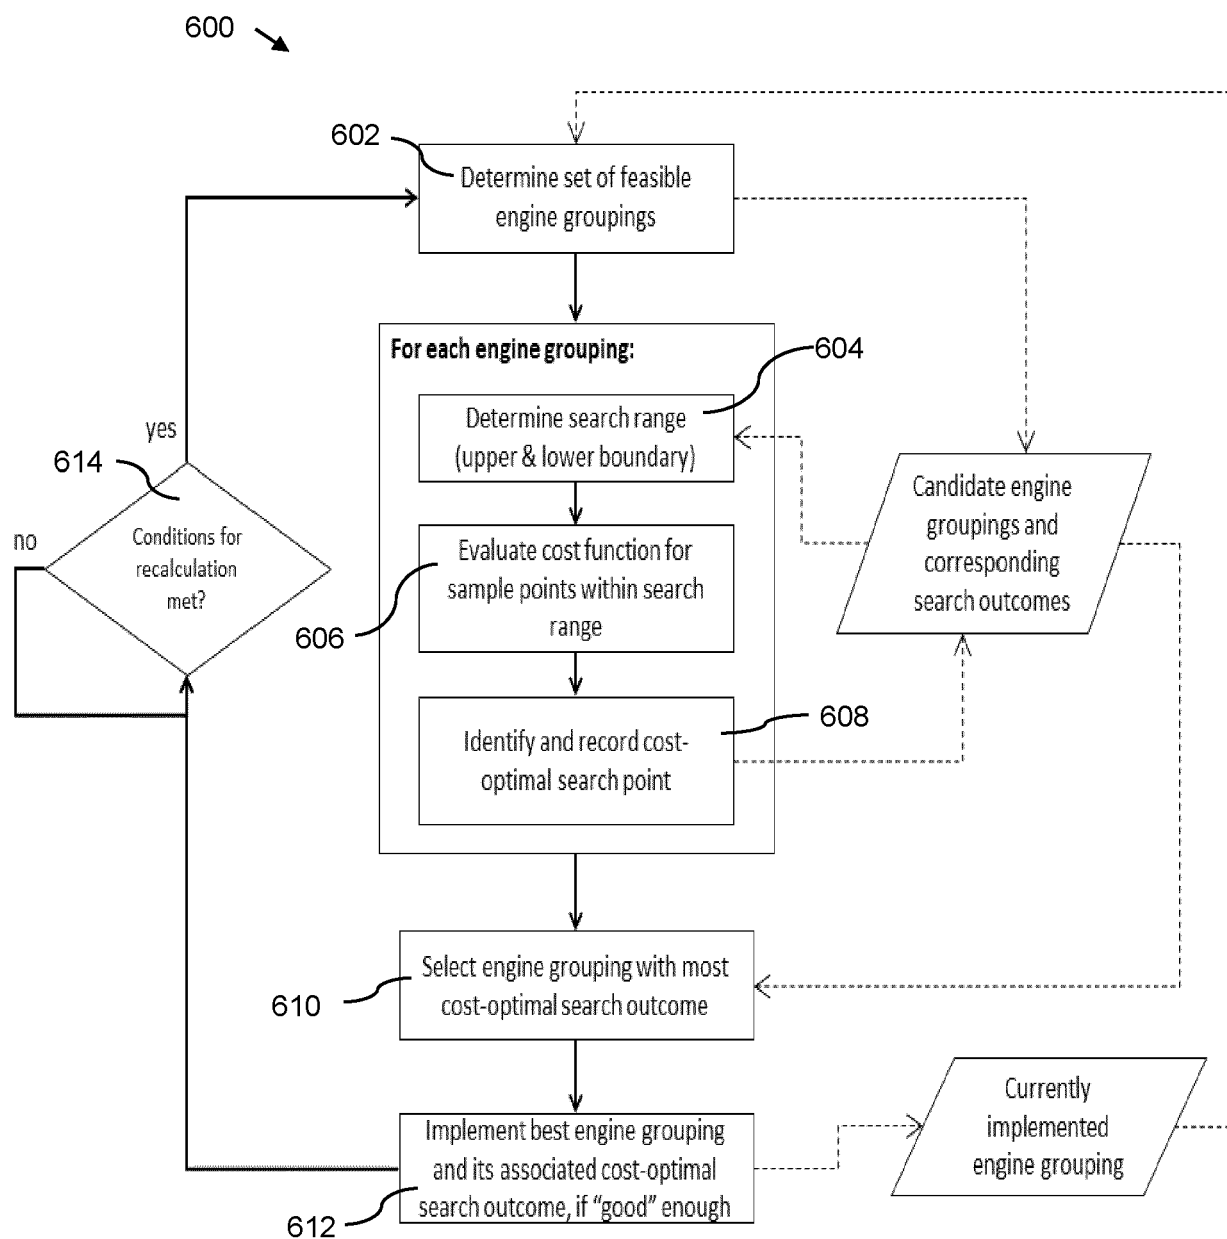 600
602
Determine set of feasible
engine groupings
For each engine grouping:
604
Determine search range
(upper & lower boundary)
yes
614
no
Conditions for
recalculation
met?
Candidate engine
groupings and
corresponding
search outcomes
606
Evaluate cost function for
sample points within search
range
608
Identify and record cost-
optimal search point
610
Select engine grouping with most
cost-optimal search outcome
612
Implement best engine grouping
and its associated cost-optimal
search outcome, if “good” enough
Currently
implemented
engine grouping